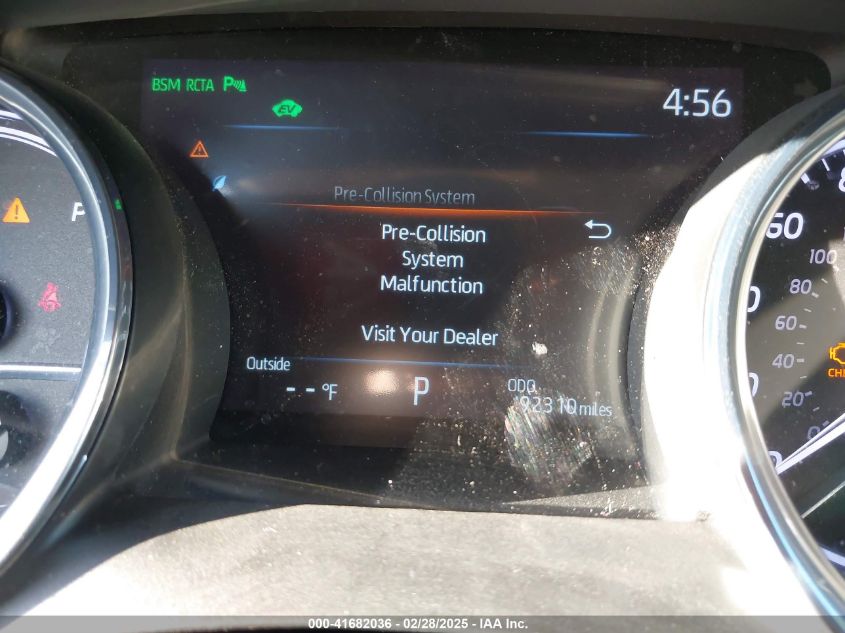 BSM RCTA P
EV
4:56
Pre-Collision System
Pre-Collision
System
Malfunction
Visit Your Dealer
Outside
-- °F
P
ODO
92310 miles
P
60
100
80
60
40
20
0
000-41682036 - 02/28/2025 - IAA Inc.